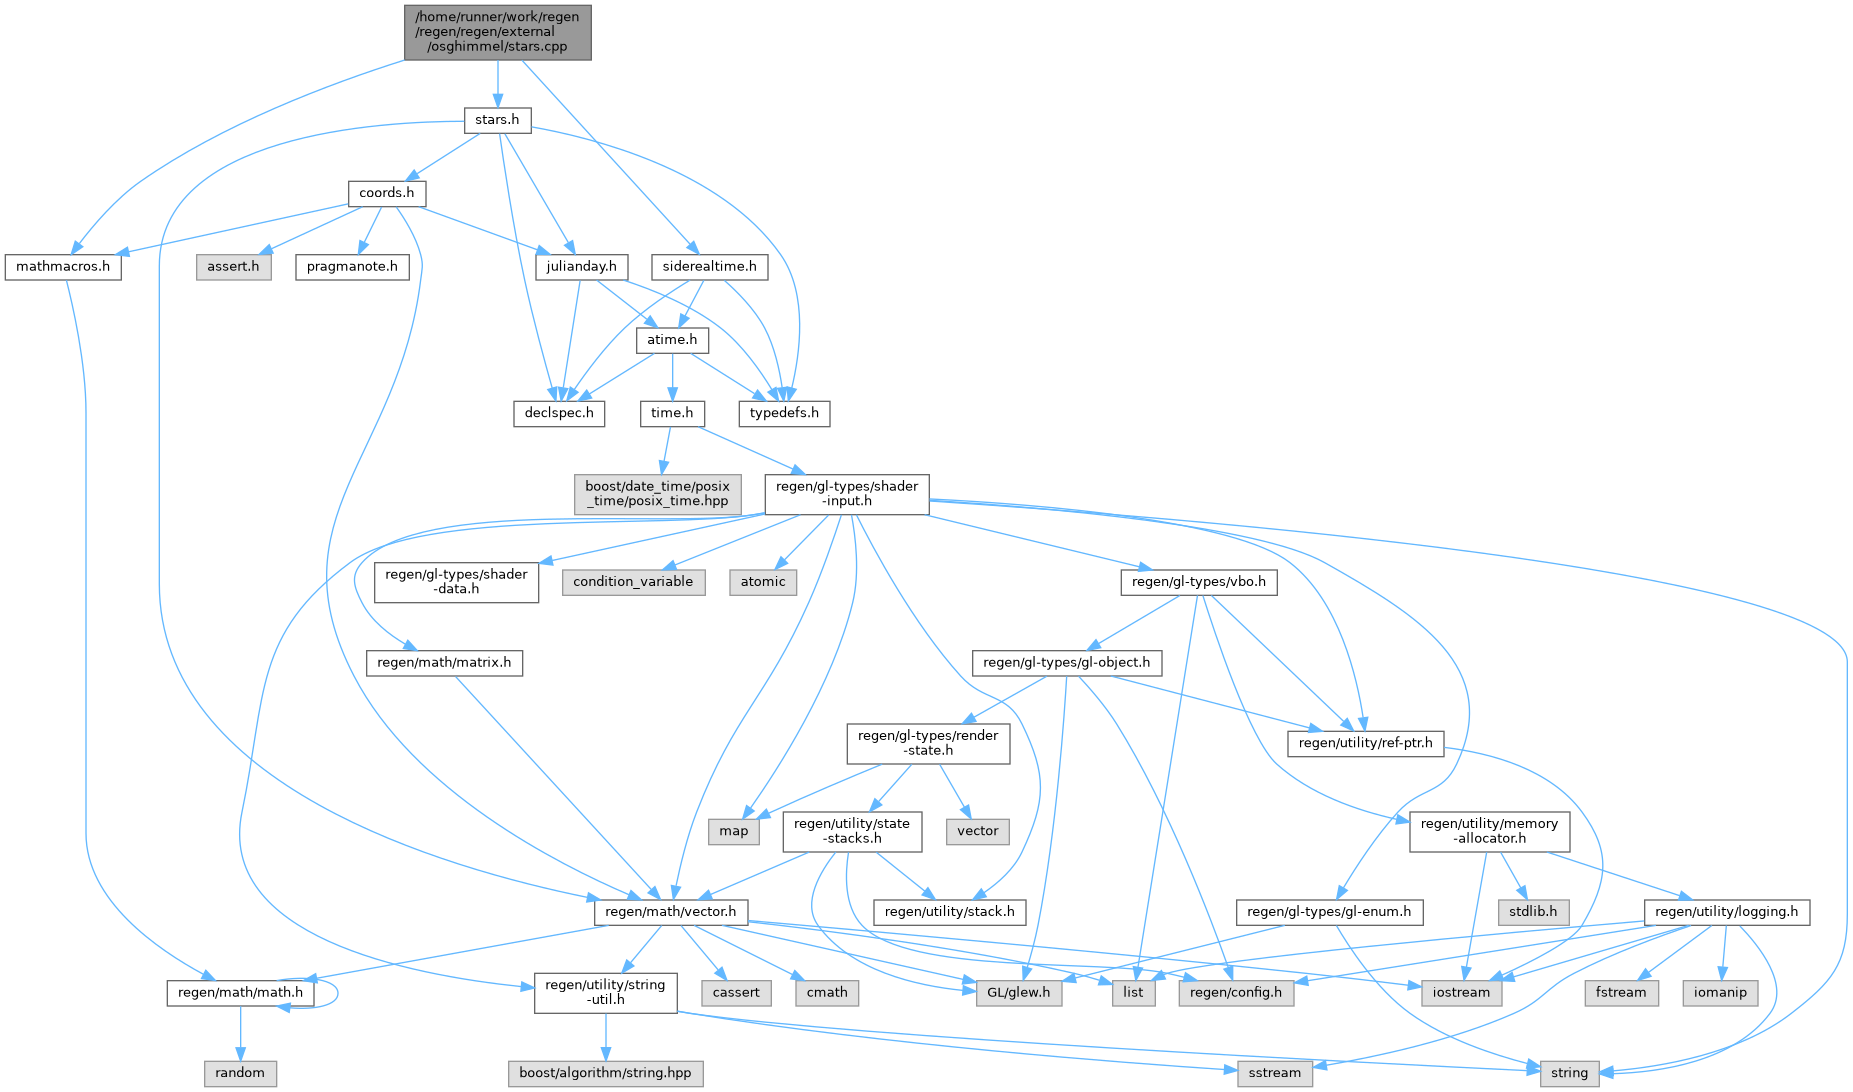 /home/runner/work/regen
/regen/regen/external
/osghimmel/stars.cpp
stars.h
coords.h
mathmacros.h
assert.h
pragmanote.h
julianday.h
siderealtime.h
atime.h
declspec.h
time.h
typedefs.h
boost/date_time/posix
_time/posix_time.hpp
regen/gl-types/shader
-input.h
regen/gl-types/shader
-data.h
condition_variable
atomic
regen/gl-types/vbo.h
regen/math/matrix.h
regen/gl-types/gl-object.h
regen/gl-types/render
-state.h
regen/utility/ref-ptr.h
map
regen/utility/state
-stacks.h
vector
regen/utility/memory
-allocator.h
regen/math/vector.h
regen/utility/stack.h
regen/gl-types/gl-enum.h
stdlib.h
regen/utility/logging.h
regen/math/math.h
regen/utility/string
-util.h
cassert
cmath
GL/glew.h
list
regen/config.h
iostream
fstream
iomanip
random
boost/algorithm/string.hpp
sstream
string